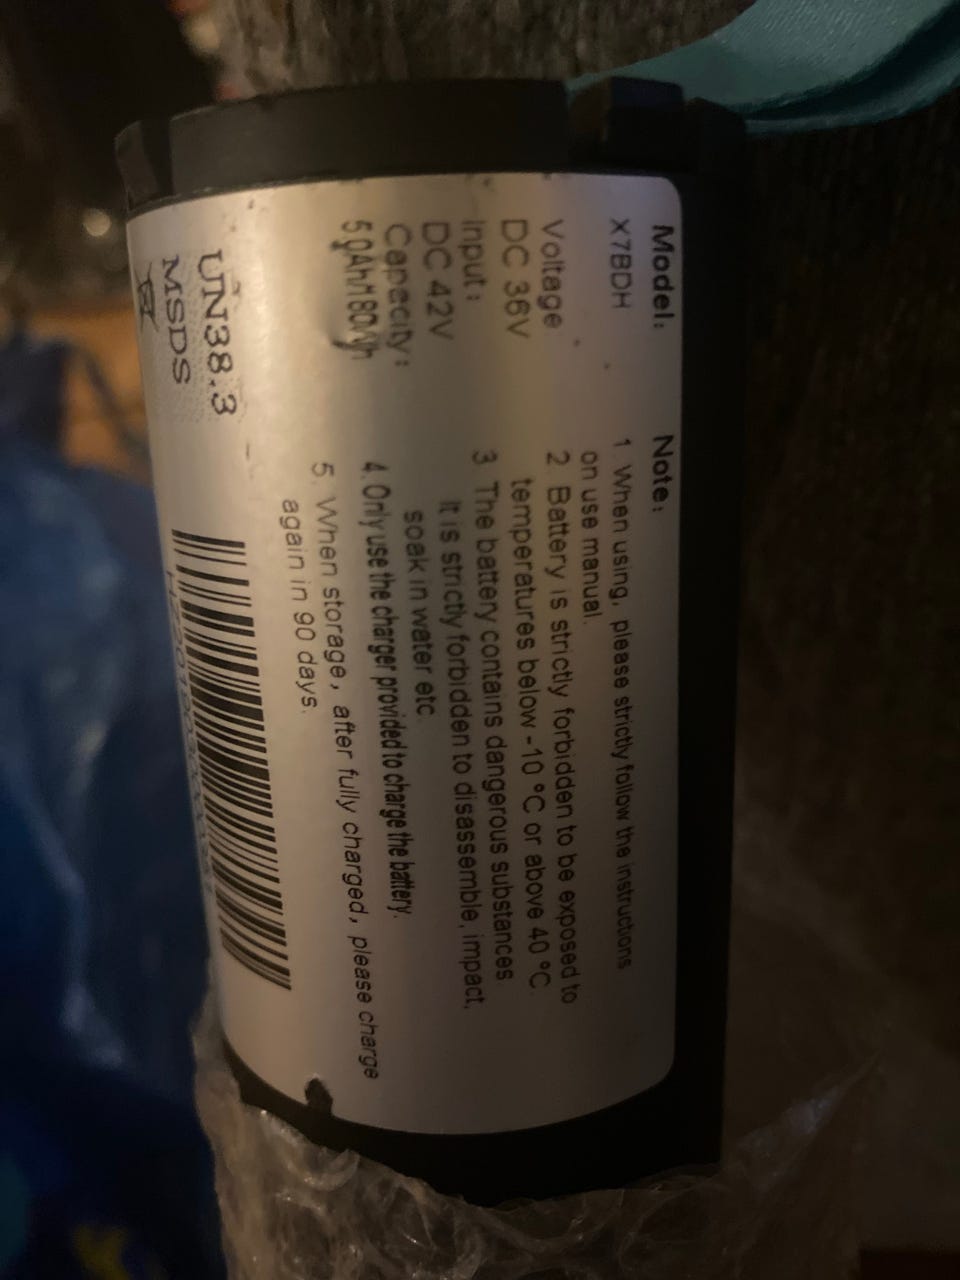 Model:
X7BDH
Voltage
DC 36V
Input:
DC 42V
Capecity:
5.0Ah/180Wh
UN38.3
MSDS
Note:
1 When using, please strictly follow the instructions
on use manual.
2 Battery is strictly forbidden to be exposed to
temperatures below -10 °C or above 40 °C
3 The battery contains dangerous substances
It is strictly forbidden to disassemble, impact,
soak in water etc
4. Only use the charger provided to charge the battery.
5. When storage, after fully charged, please charge
again in 90 days.